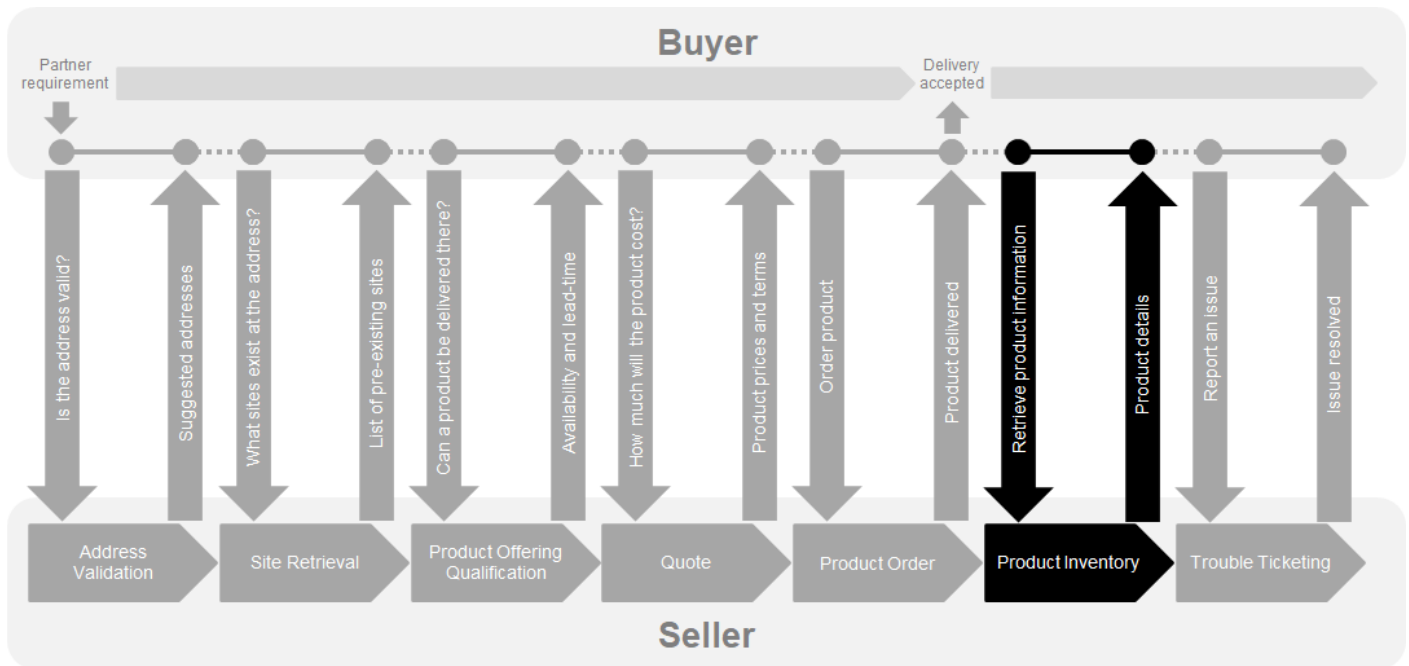 Buyer
Partner
requirement
Delivery
accepted
Is the address valid?
Suggested addresses
What sites exist at the address?
List of pre-existing sites
Can a product be delivered there?
Availability and lead-time
How much will the product cost?
Product prices and terms
Order product
Product delivered
Retrieve product information
Product details
Report an issue
Issue resolved
Address
Validation
Site Retrieval
Product Offering
Qualification
Quote
Product Order
Product Inventory
Trouble Ticketing
Seller